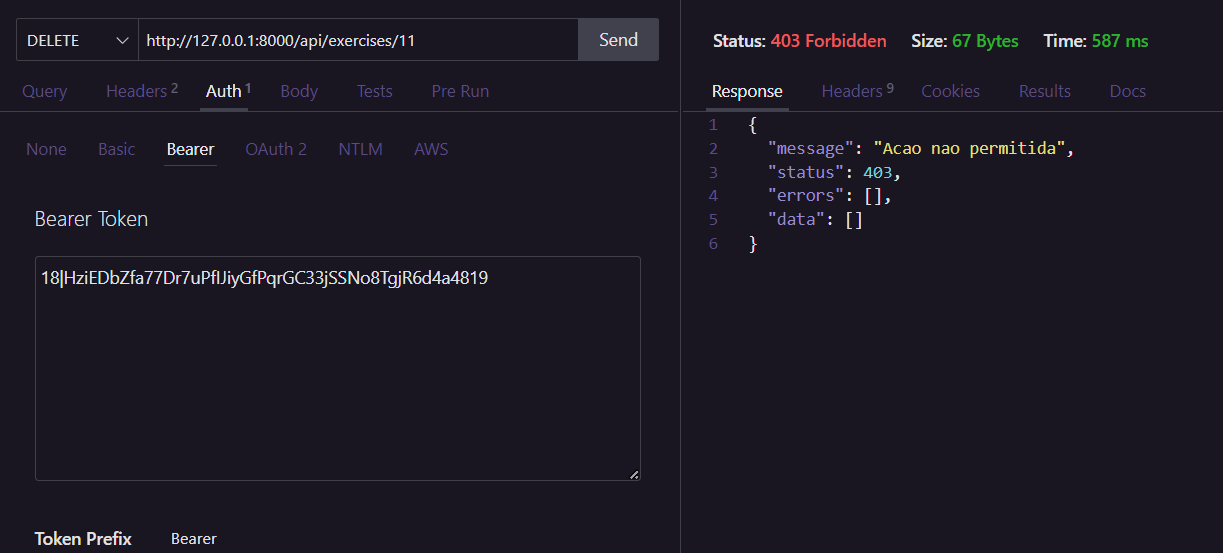 DELETE http://127.0.0.1:8000/api/exercises/11 Send
Query Headers 2 Auth 1 Body Tests Pre Run
None Basic Bearer OAuth 2 NTLM AWS
Bearer Token
18|HziEDbZfa77Dr7uPflJiyGfPqrGC33jSSNo8TgjR6d4a4819
Token Prefix Bearer
Status: 403 Forbidden Size: 67 Bytes Time: 587 ms
Response Headers 9 Cookies Results Docs
1 {
2 "message": "Acao nao permitida",
3 "status": 403,
4 "errors": [],
5 "data": []
6 }